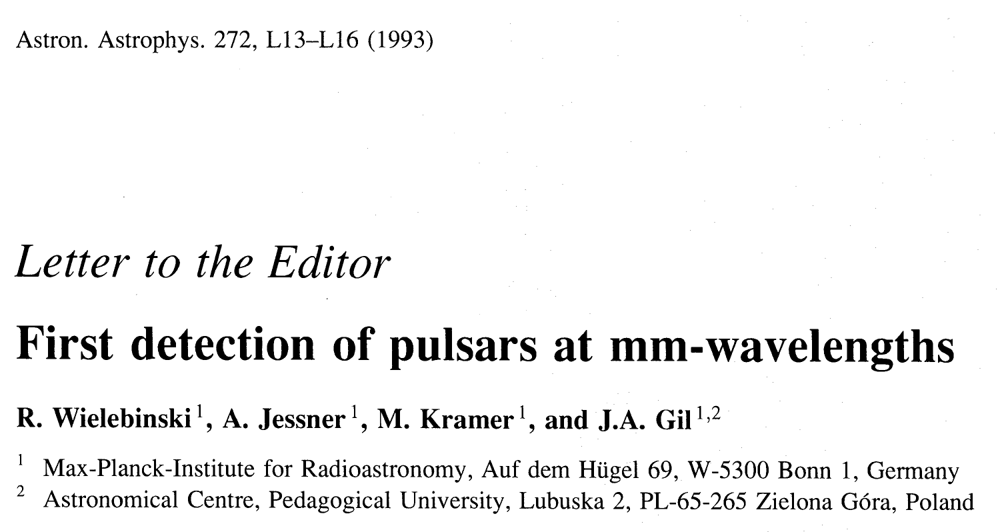 Astron. Astrophys. 272, L13–L16 (1993)
Letter to the Editor
First detection of pulsars at mm-wavelengths
R. Wielebinski 1, A. Jessner 1, M. Kramer 1, and J.A. Gil 1,2
1 Max-Planck-Institute for Radioastronomy, Auf dem Hügel 69, W-5300 Bonn 1, Germany
2 Astronomical Centre, Pedagogical University, Lubuska 2, PL-65-265 Zielona Góra, Poland